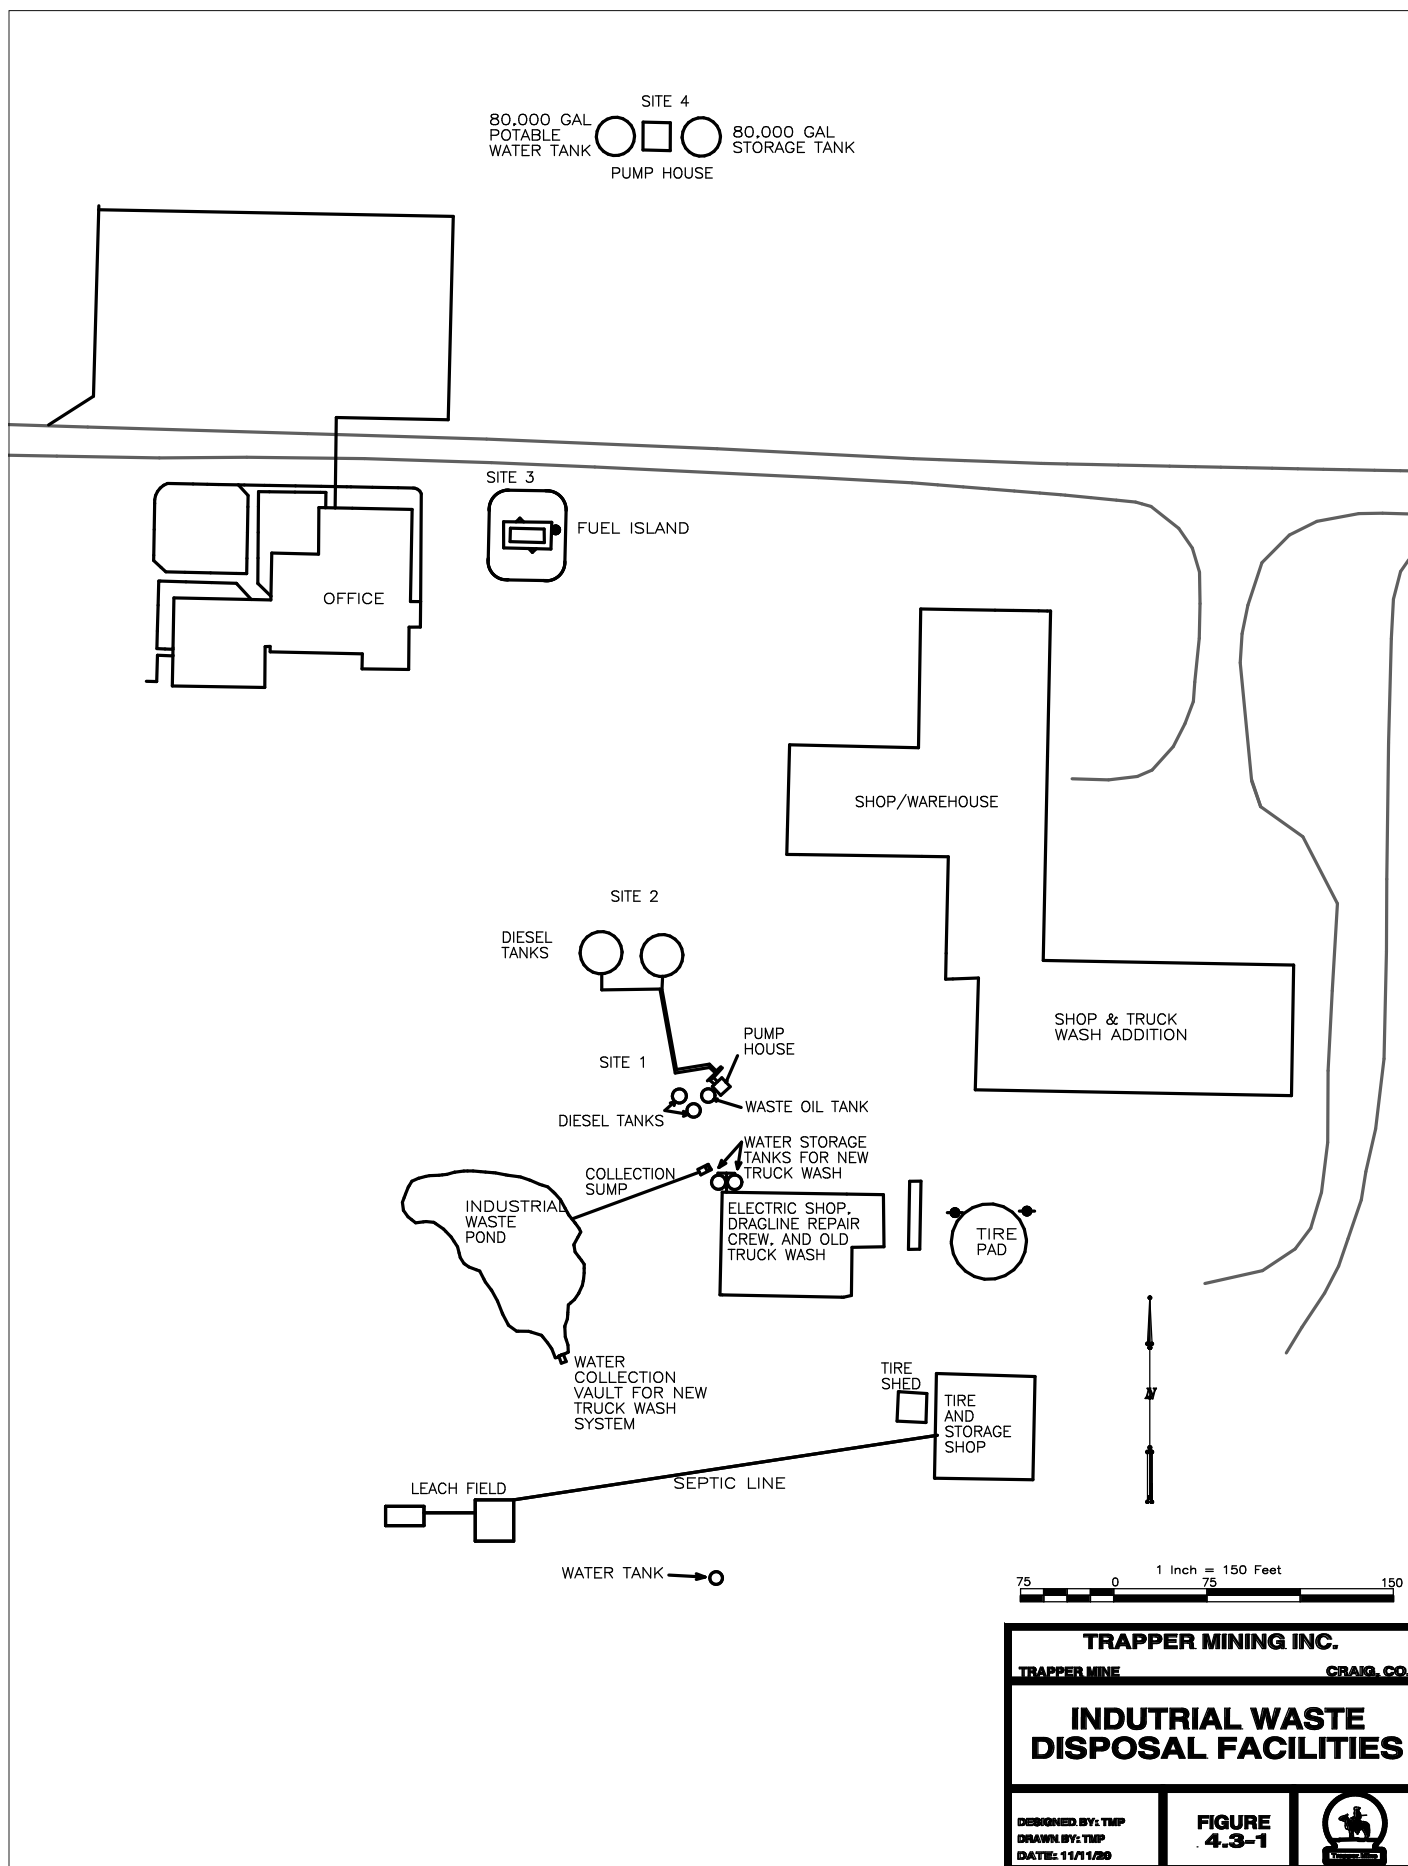 SITE 4
80,000 GAL
POTABLE
WATER TANK
80,000 GAL
STORAGE TANK
PUMP HOUSE
SITE 3
FUEL ISLAND
OFFICE
SHOP/WAREHOUSE
SITE 2
DIESEL
TANKS
SHOP & TRUCK
WASH ADDITION
PUMP
HOUSE
SITE 1
WASTE OIL TANK
DIESEL TANKS
WATER STORAGE
TANKS FOR NEW
TRUCK WASH
COLLECTION
SUMP
INDUSTRIAL
WASTE
POND
ELECTRIC SHOP,
DRAGLINE REPAIR
CREW, AND OLD
TRUCK WASH
TIRE
PAD
WATER
COLLECTION
VAULT FOR NEW
TRUCK WASH
SYSTEM
TIRE
SHED
TIRE
AND
STORAGE
SHOP
N
LEACH FIELD
SEPTIC LINE
WATER TANK
1 Inch = 150 Feet
75 0 75 150
TRAPPER MINING INC.
TRAPPER MINE CRAIG, CO.
INDUTRIAL WASTE
DISPOSAL FACILITIES
DESIGNED BY: TMP
DRAWN BY: TMP
DATE: 11/11/20
FIGURE
4.3-1
Trapper Mine